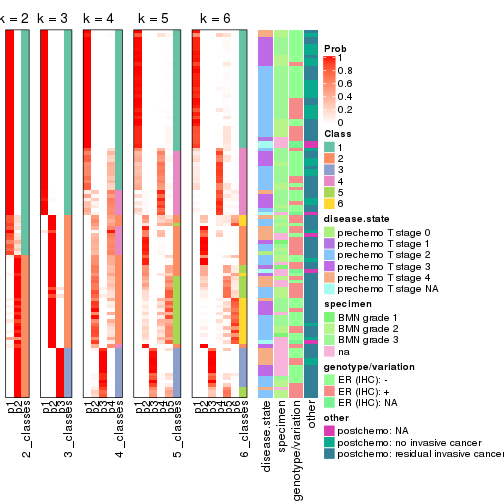 k = 2 k = 3 k = 4 k = 5 k = 6
Prob
1
0.8
0.6
0.4
0.2
0
Class
1
2
3
4
5
6
disease.state
prechemo T stage 0
prechemo T stage 1
prechemo T stage 2
prechemo T stage 3
prechemo T stage 4
prechemo T stage NA
specimen
BMN grade 1
BMN grade 2
BMN grade 3
na
genotype/variation
ER (IHC): -
ER (IHC): +
ER (IHC): NA
other
postchemo: NA
postchemo: no invasive cancer
postchemo: residual invasive cancer
p1
p2
2_classes
p1
p2
p3
3_classes
p1
p2
p3
p4
4_classes
p1
p2
p3
p4
p5
5_classes
p1
p2
p3
p4
p5
p6
6_classes
disease.state
specimen
genotype/variation
other